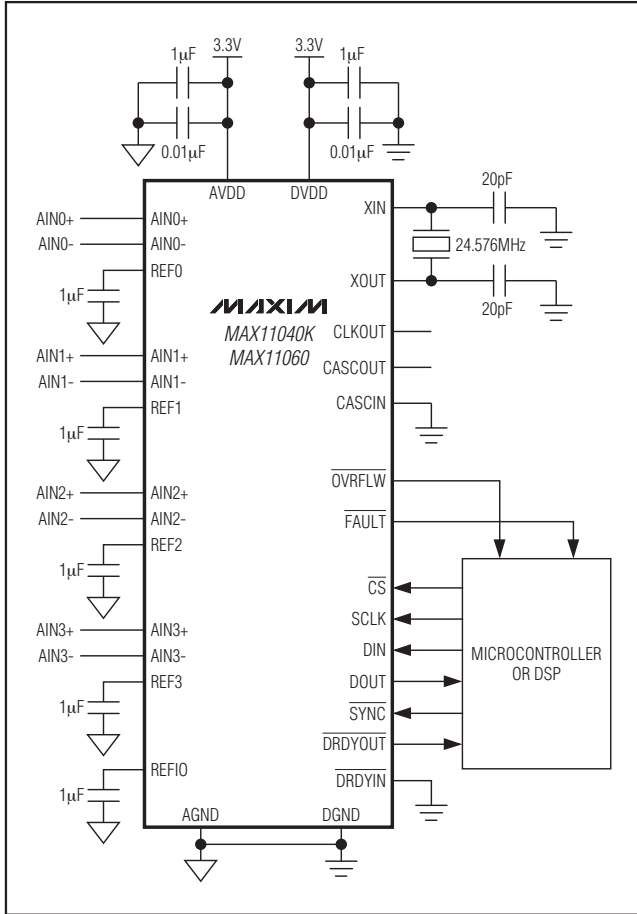 1µF 3.3V 3.3V 1µF
0.01µF 0.01µF
AVDD DVDD
20pF
XIN
24.576MHz
XOUT
20pF
AIN0+ AIN0+
AIN0- AIN0-
REF0
1µF
MAXIM
MAX11040K
MAX11060
CLKOUT
CASCOUT
CASCIN
AIN1+ AIN1+
AIN1- AIN1-
REF1
1µF
OVRFLW
FAULT
AIN2+ AIN2+
AIN2- AIN2-
REF2
1µF
CS
SCLK
DIN
DOUT
SYNC
DRDYOUT
DRDYIN
MICROCONTROLLER
OR DSP
AIN3+ AIN3+
AIN3- AIN3-
REF3
1µF
REFIO
1µF
AGND DGND